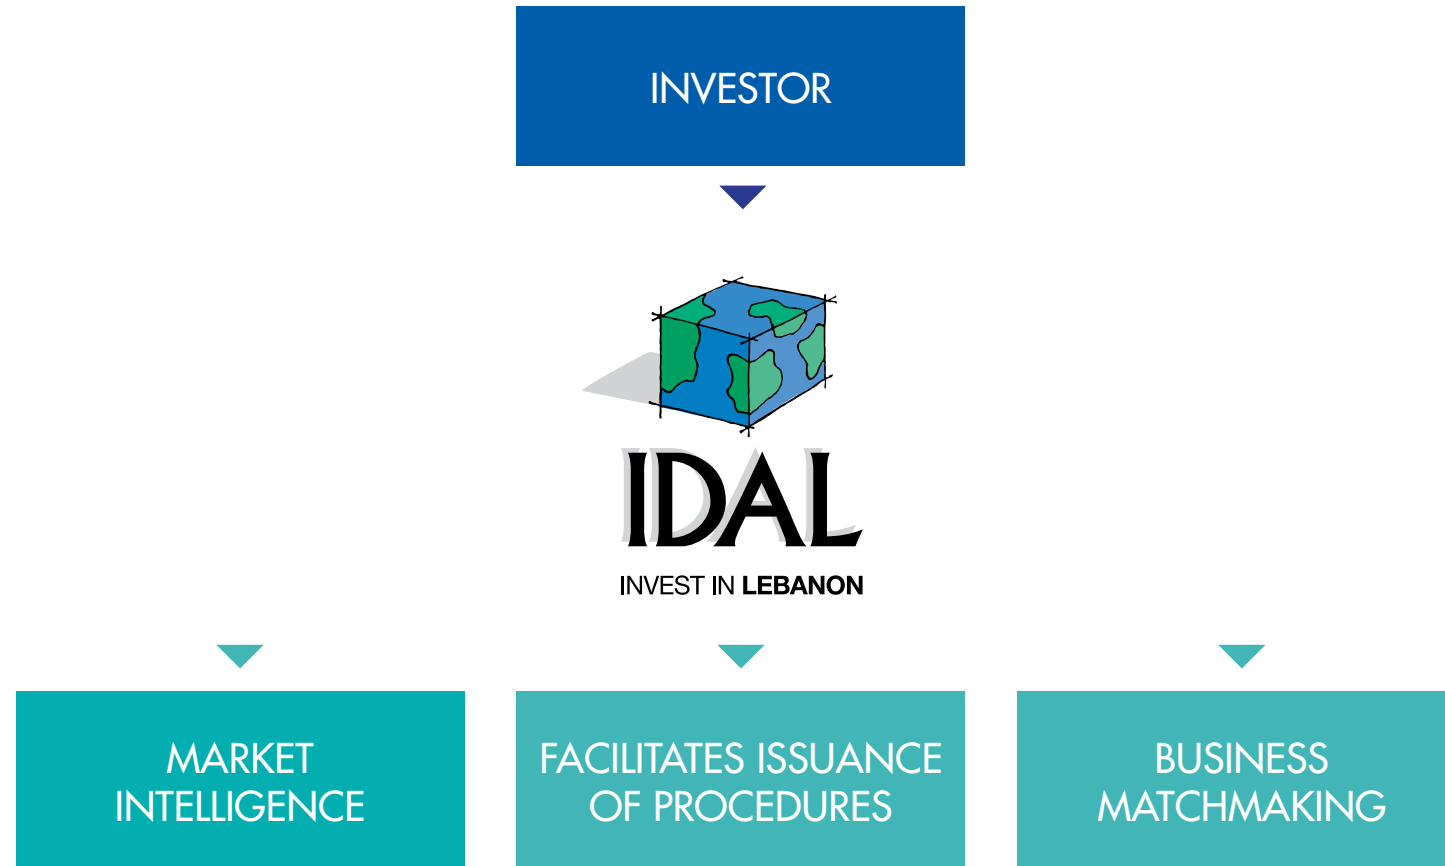 INVESTOR
IDAL
INVEST IN LEBANON
MARKET
INTELLIGENCE
FACILITATES ISSUANCE
OF PROCEDURES
BUSINESS
MATCHMAKING